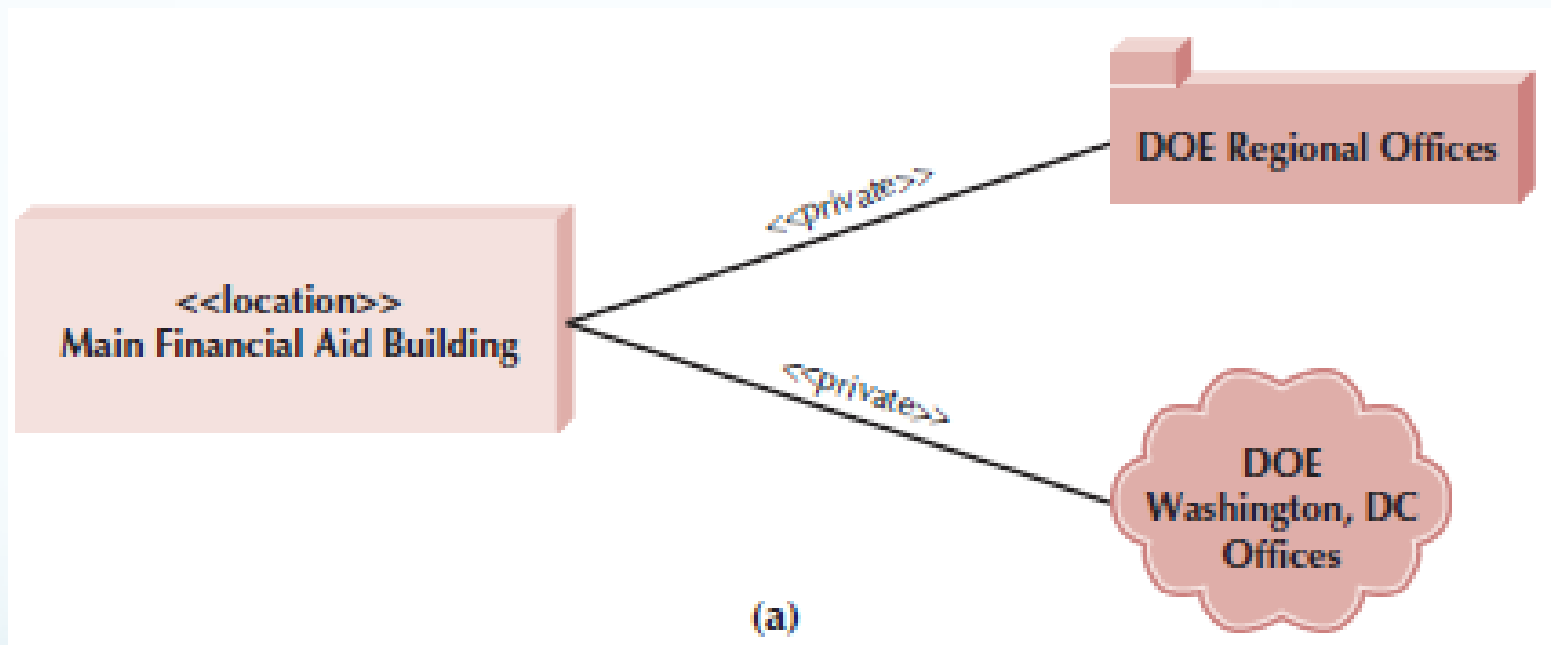 DOE Regional Offices
<<private>>
<<location>>
Main Financial Aid Building
<<private>>
DOE
Washington, DC
Offices
(a)